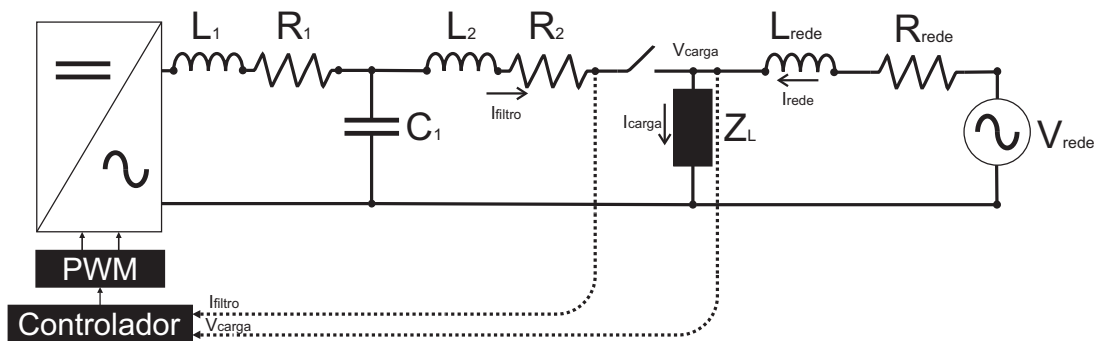 L1 R1 L2 R2 Vcarga Lrede Rrede
Ifiltro Irede
C1 Icarga ZL Vrede
PWM
Ifiltro
Controlador Vcarga